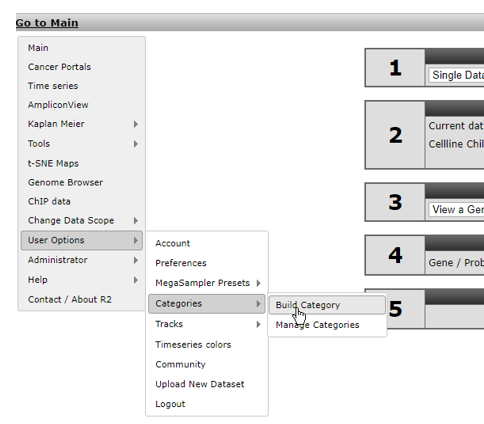 Go to Main
Main
Cancer Portals
Time series
AmpliconView
Kaplan Meier
Tools
t-SNE Maps
Genome Browser
ChIP data
Change Data Scope
User Options
Administrator
Help
Contact / About R2
Account
Preferences
MegaSampler Presets
Categories
Tracks
Timeseries colors
Community
Upload New Dataset
Logout
Build Category
Manage Categories
1
Single Data
2
Current dat
Cellline Chil
3
View a Gen
4
Gene / Prob
5